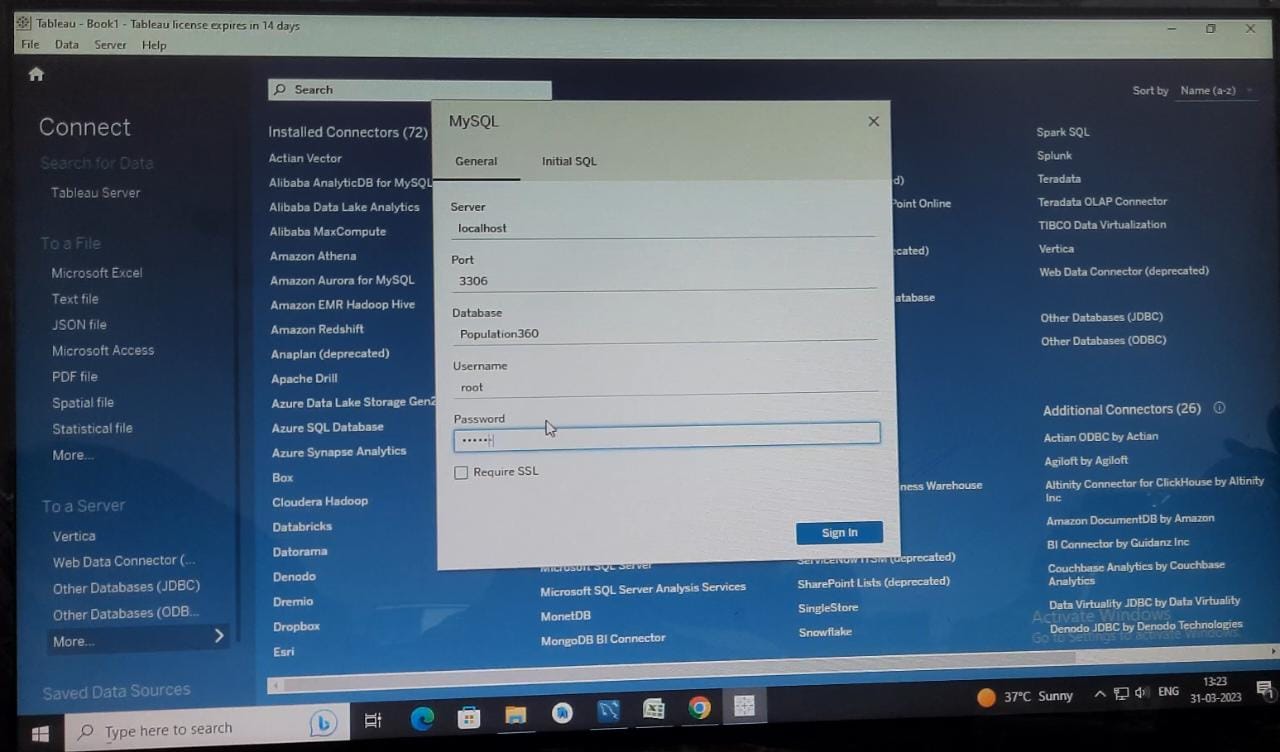 Tableau - Book1 - Tableau license expires in 14 days
File Data Server Help
Connect
Search for Data
Tableau Server
To a File
Microsoft Excel
Text file
JSON file
Microsoft Access
PDF file
Spatial file
Statistical file
More...
To a Server
Vertica
Web Data Connector (...
Other Databases (JDBC)
Other Databases (ODB...
More...
Saved Data Sources
Search
Sort by Name (a-z)
Installed Connectors (72)
Actian Vector
Alibaba AnalyticDB for MySQL
Alibaba Data Lake Analytics
Alibaba MaxCompute
Amazon Athena
Amazon Aurora for MySQL
Amazon EMR Hadoop Hive
Amazon Redshift
Anaplan (deprecated)
Apache Drill
Azure Data Lake Storage Gen2
Azure SQL Database
Azure Synapse Analytics
Box
Cloudera Hadoop
Databricks
Datorama
Denodo
Dremio
Dropbox
Esri
MySQL
General Initial SQL
Server
localhost
Port
3306
Database
Population360
Username
root
Password
••••••
Require SSL
Sign In
Microsoft SQL Server
Microsoft SQL Server Analysis Services
MonetDB
MongoDB BI Connector
d)
Point Online
cated)
atabase
ness Warehouse
ServiceNow ITSM (deprecated)
SharePoint Lists (deprecated)
SingleStore
Snowflake
Spark SQL
Splunk
Teradata
Teradata OLAP Connector
TIBCO Data Virtualization
Vertica
Web Data Connector (deprecated)
Other Databases (JDBC)
Other Databases (ODBC)
Additional Connectors (26)
Actian ODBC by Actian
Agiloft by Agiloft
Altinity Connector for ClickHouse by Altinity
Inc
Amazon DocumentDB by Amazon
BI Connector by Guidanz Inc
Couchbase Analytics by Couchbase
Analytics
Data Virtuality JDBC by Data Virtuality
Activate Windows
Denodo JDBC by Denodo Technologies
Go to Settings to activate Windows.
Type here to search
37°C Sunny
ENG
13:23
31-03-2023
1